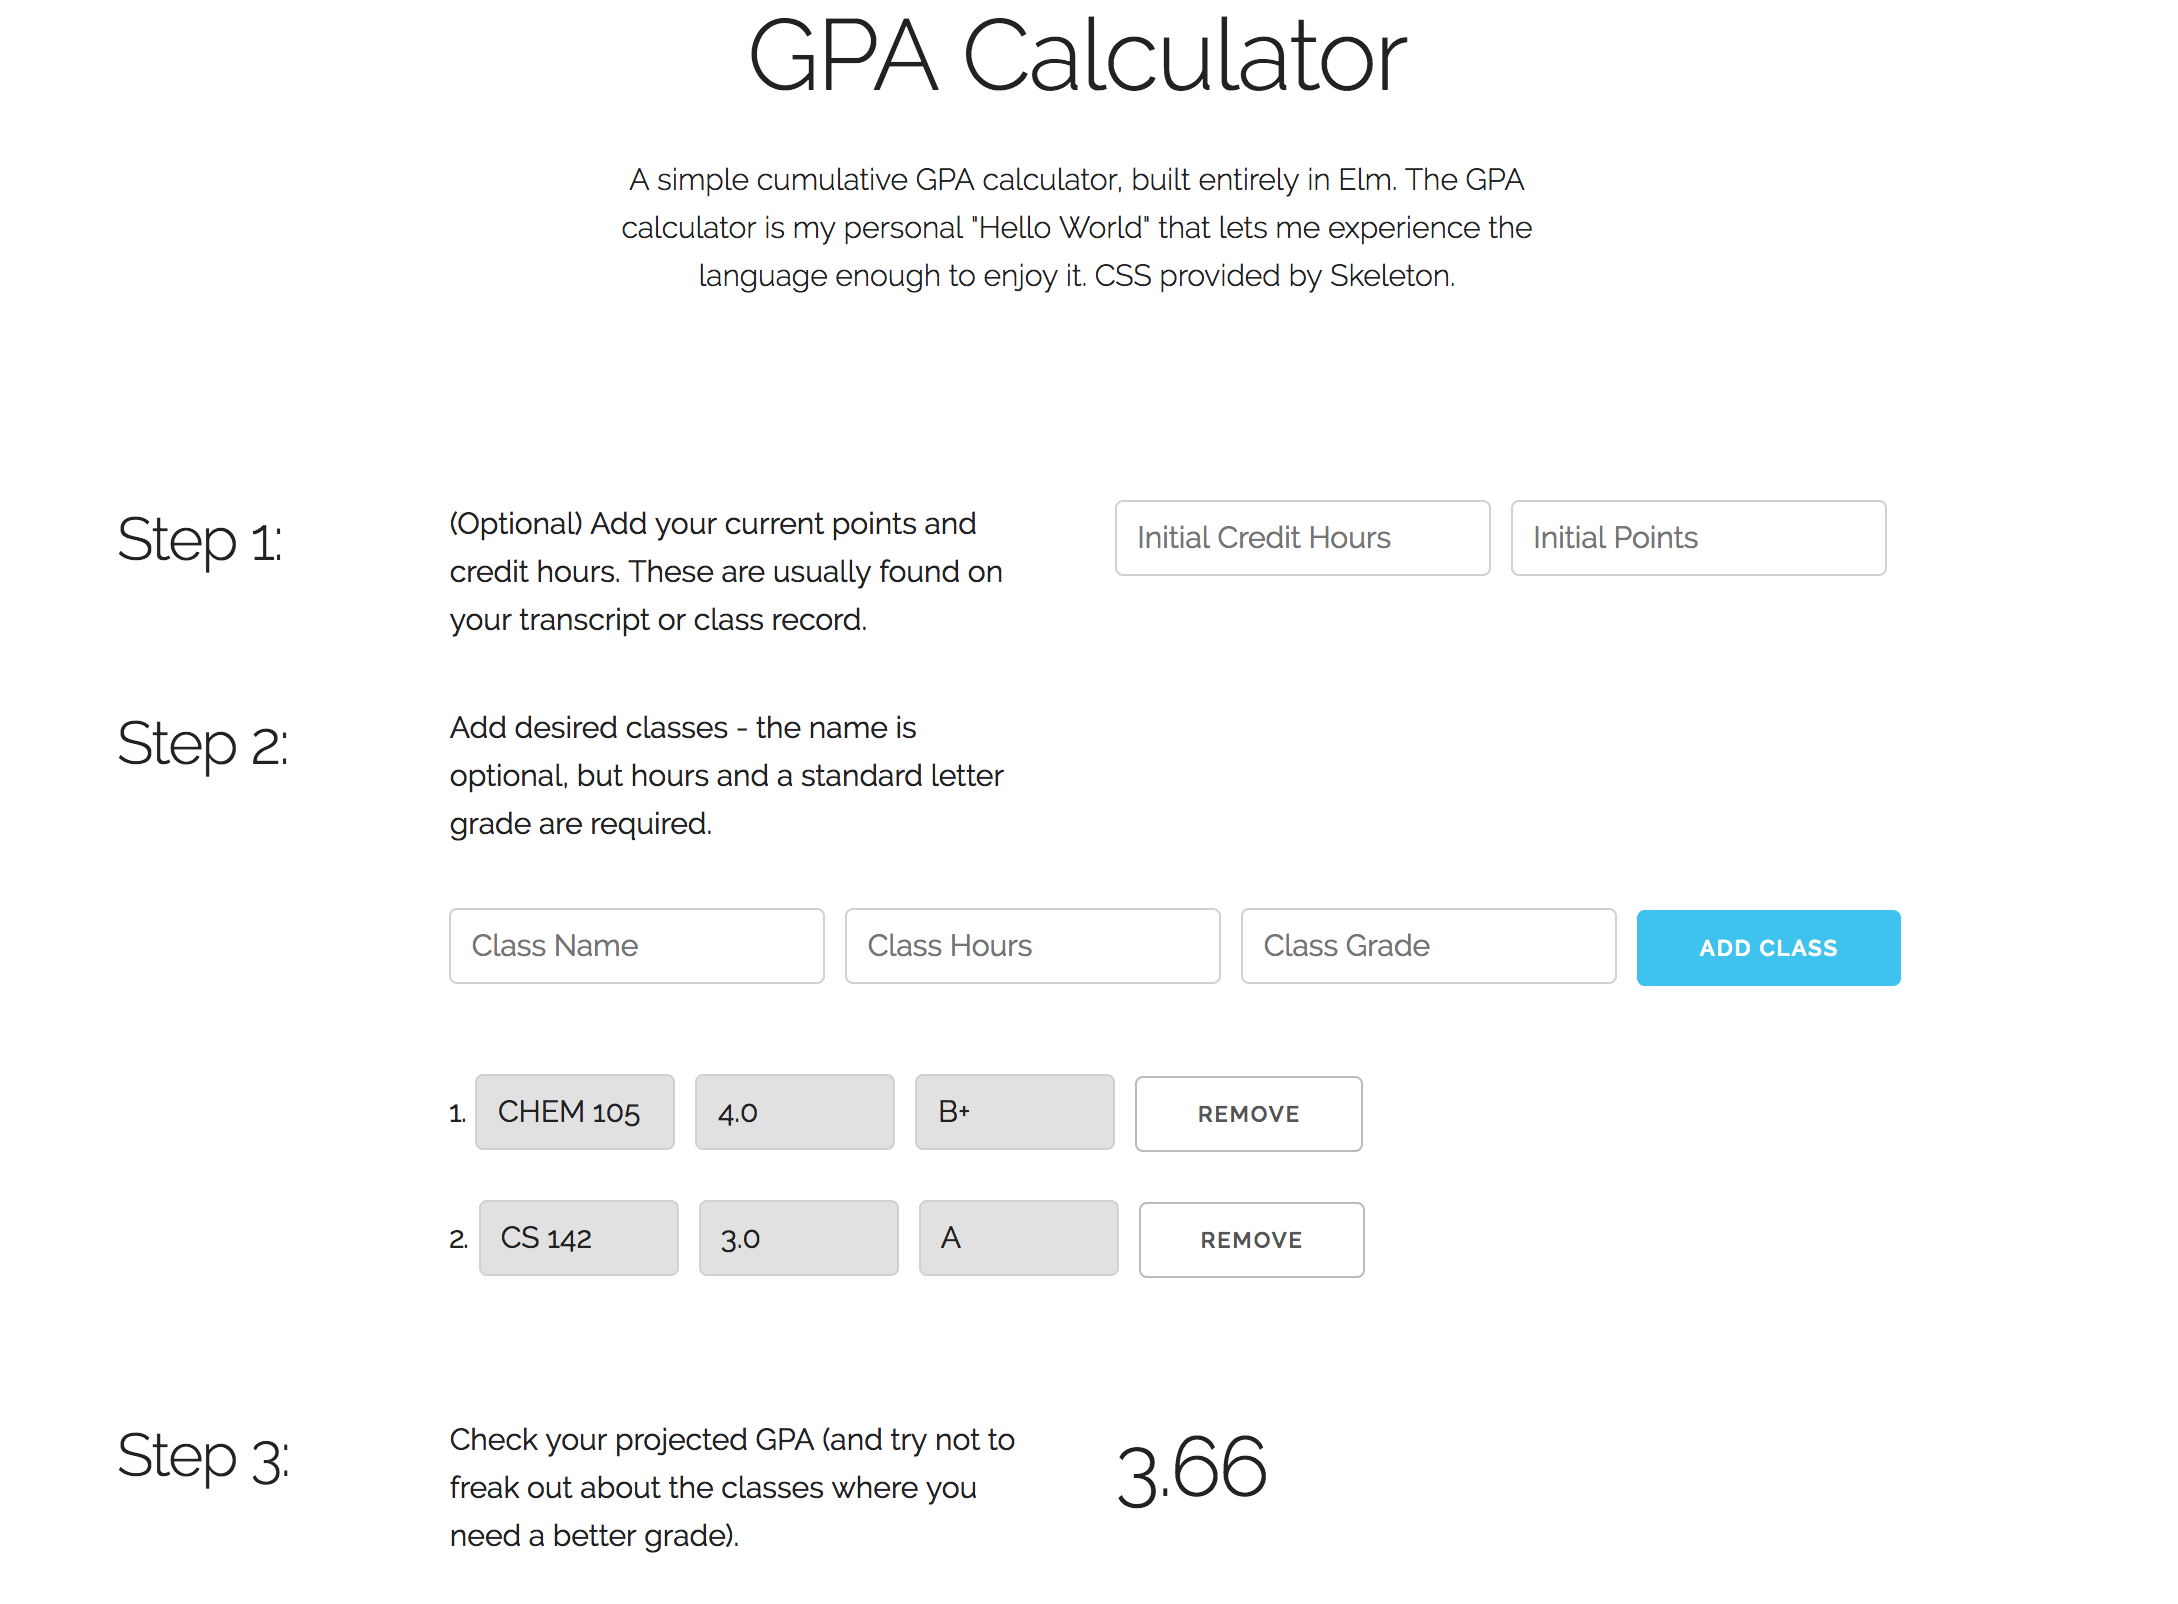 GPA Calculator
A simple cumulative GPA calculator, built entirely in Elm. The GPA
calculator is my personal "Hello World" that lets me experience the
language enough to enjoy it. CSS provided by Skeleton.
Step 1:
(Optional) Add your current points and
credit hours. These are usually found on
your transcript or class record.
Initial Credit Hours
Initial Points
Step 2:
Add desired classes - the name is
optional, but hours and a standard letter
grade are required.
Class Name
Class Hours
Class Grade
ADD CLASS
1. CHEM 105 4.0 B+ REMOVE
2. CS 142 3.0 A REMOVE
Step 3:
Check your projected GPA (and try not to
freak out about the classes where you
need a better grade).
3.66